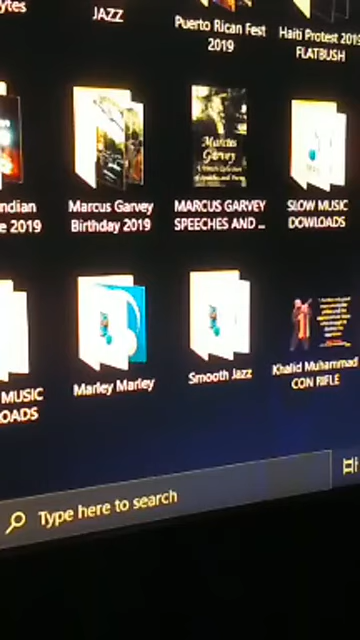 ytes
JAZZ
Puerto Rican Fest
2019
Haiti Protest 2019
FLATBUSH
ndian
e 2019
Marcus Garvey
Birthday 2019
Marcus
Garvey
MARCUS GARVEY
SPEECHES AND ...
SLOW MUSIC
DOWLOADS
MUSIC
OADS
Marley Marley
Smooth Jazz
Khalid Muhammad
CON RIFLE
Type here to search